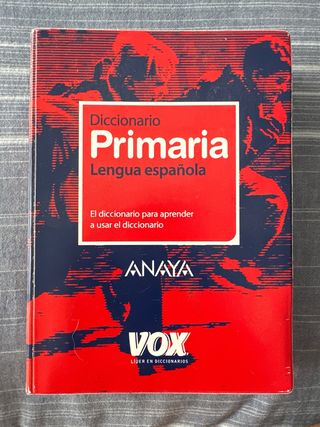 Diccionario
Primaria
Lengua española
El diccionario para aprender
a usar el diccionario
ANAYA
VOX
LÍDER EN DICCIONARIOS